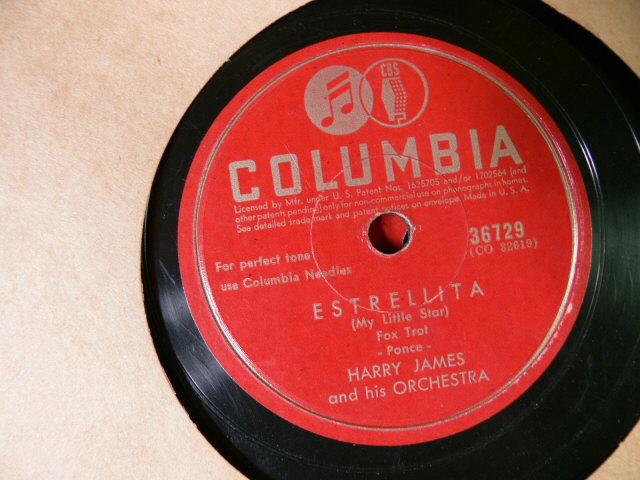 CBS
COLUMBIA
Licensed by Mfr. under U. S. Patent Nos. 1625705 and/or 1702564 (and
other patents pending) only for non-commercial use on phonographs in homes.
See detailed trade mark and patent notices on envelope. Made in U. S. A.
36729
(CO 32619)
For perfect tone
use Columbia Needles
ESTRELLITA
(My Little Star)
Fox Trot
- Ponce -
HARRY JAMES
and his ORCHESTRA